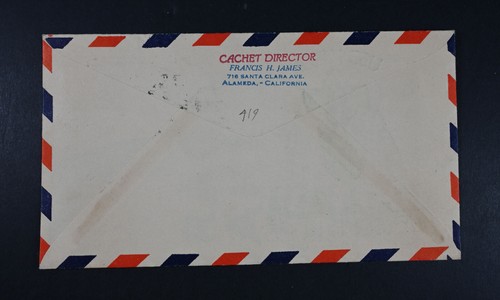 CACHET DIRECTOR
FRANCIS H. JAMES
716 SANTA CLARA AVE.
ALAMEDA, - CALIFORNIA
419